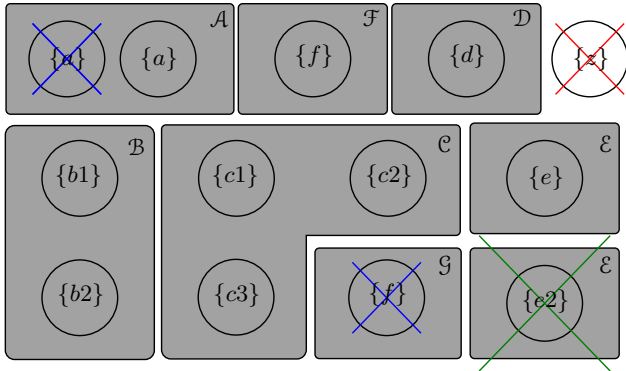 {a} {a} 𝒜 {f} ℱ {d} 𝒟
{b1} ℬ {c1} {c2} 𝒞 {e} ℰ
{b2} {c3} {f} 𝒢 {e2} ℰ